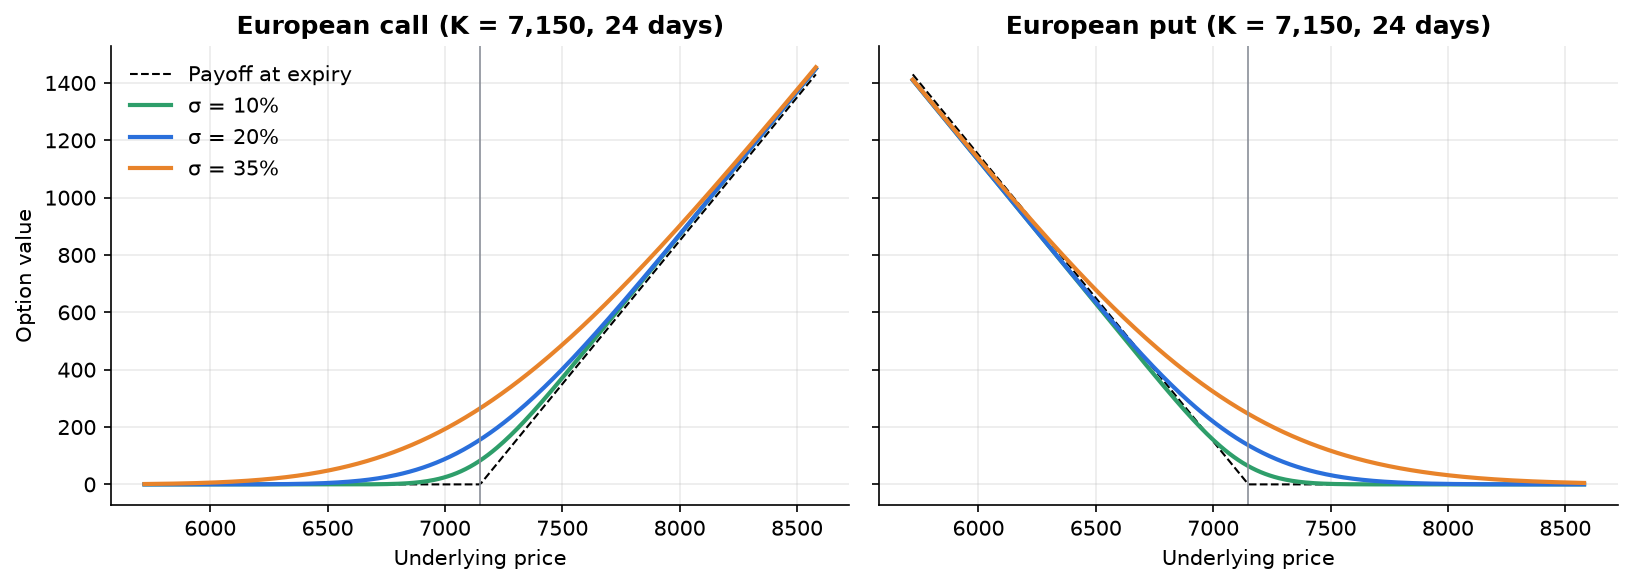 European call (K = 7,150, 24 days)
Payoff at expiry
σ = 10%
σ = 20%
σ = 35%
Option value
1400
1200
1000
800
600
400
200
0
6000 6500 7000 7500 8000 8500
Underlying price
European put (K = 7,150, 24 days)
6000 6500 7000 7500 8000 8500
Underlying price